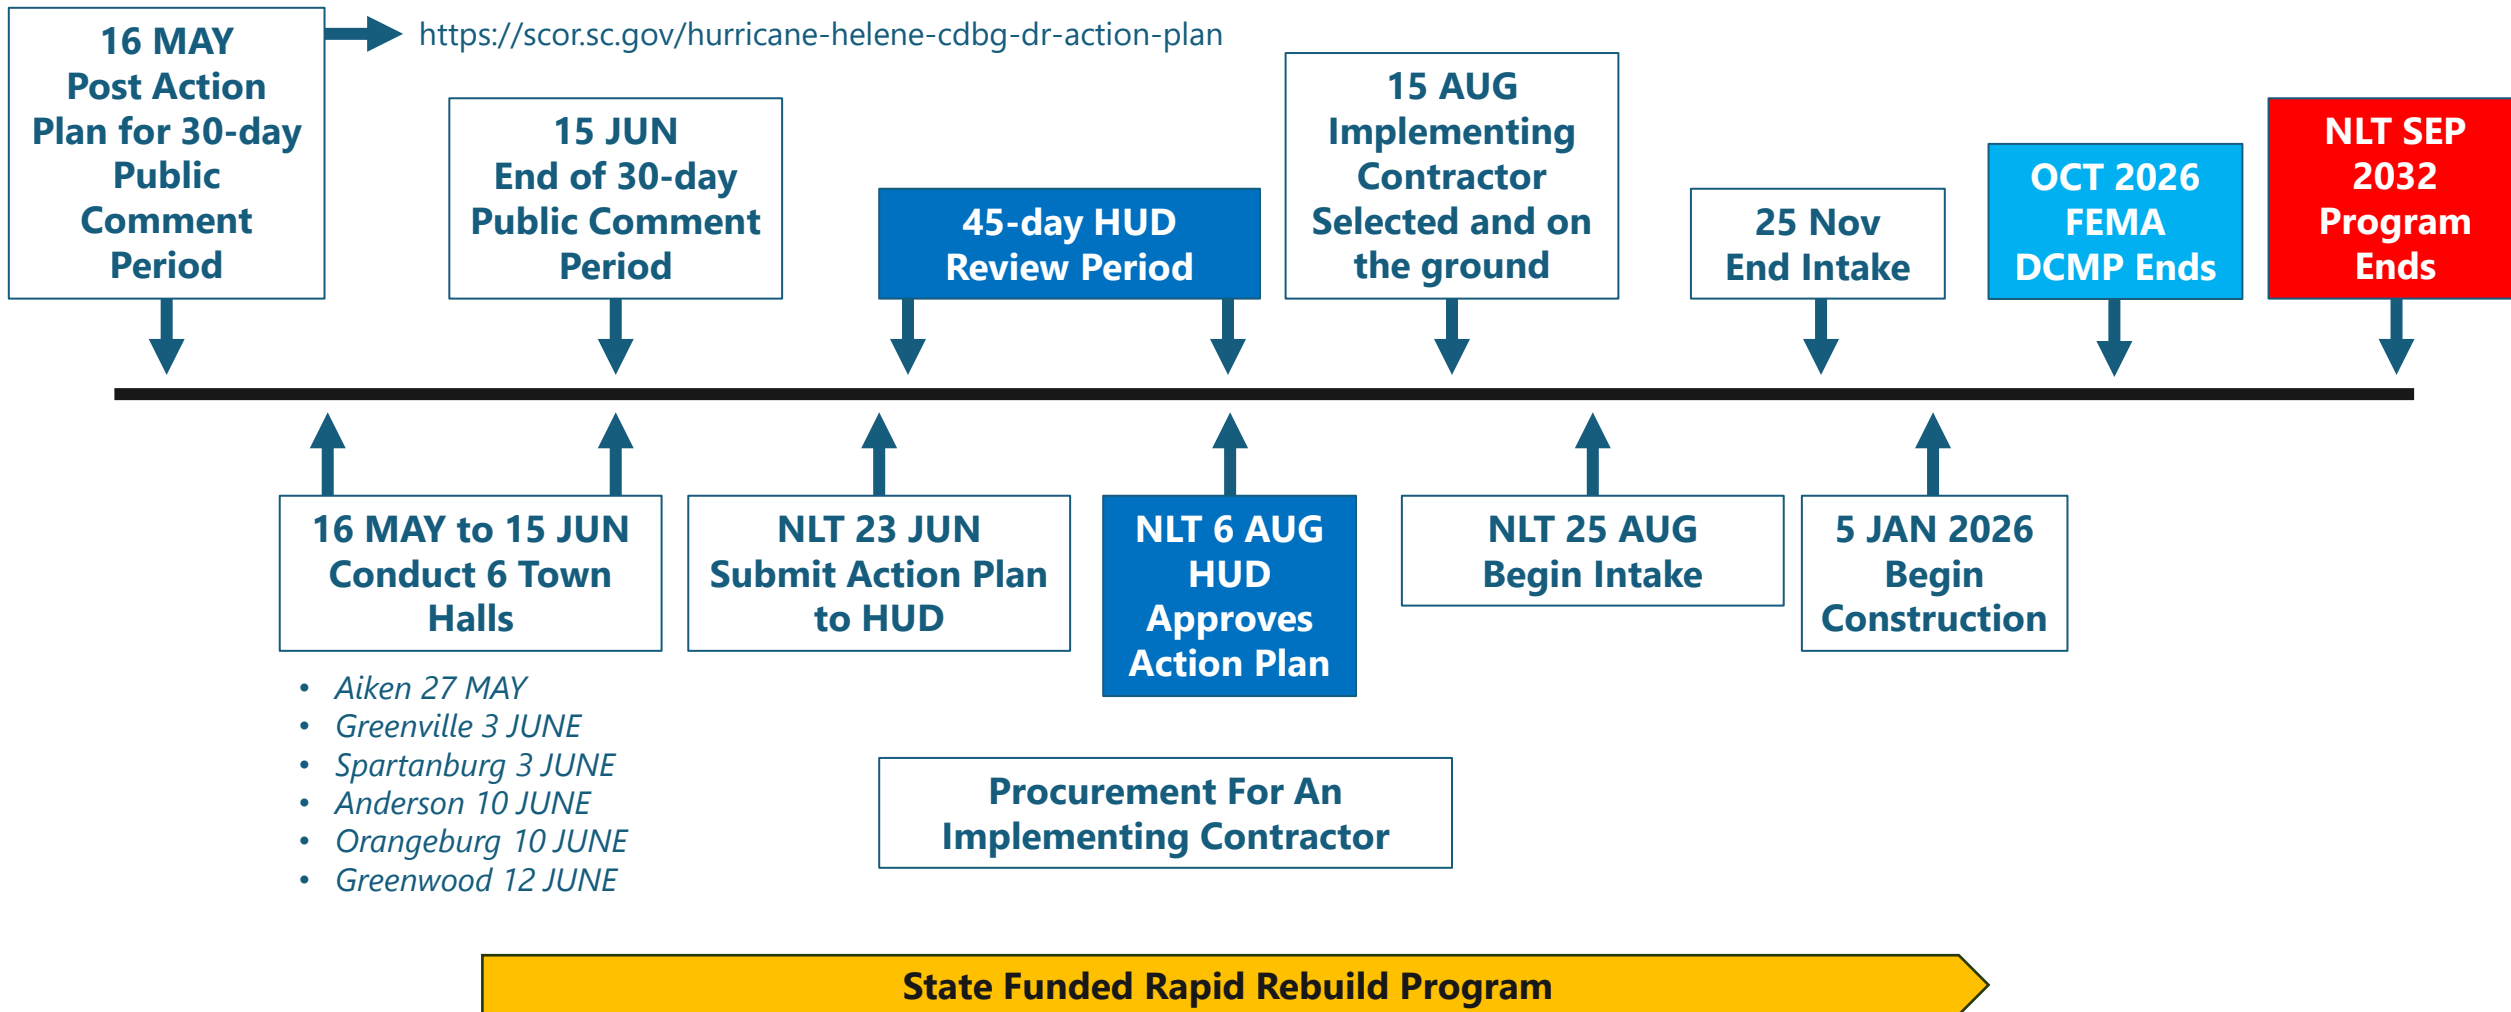 16 MAY
Post Action
Plan for 30-day
Public
Comment
Period
https://scor.sc.gov/hurricane-helene-cdbg-dr-action-plan
15 JUN
End of 30-day
Public Comment
Period
45-day HUD
Review Period
15 AUG
Implementing
Contractor
Selected and on
the ground
25 Nov
End Intake
OCT 2026
FEMA
DCMP Ends
NLT SEP
2032
Program
Ends
16 MAY to 15 JUN
Conduct 6 Town
Halls
• Aiken 27 MAY
• Greenville 3 JUNE
• Spartanburg 3 JUNE
• Anderson 10 JUNE
• Orangeburg 10 JUNE
• Greenwood 12 JUNE
NLT 23 JUN
Submit Action Plan
to HUD
NLT 6 AUG
HUD
Approves
Action Plan
NLT 25 AUG
Begin Intake
5 JAN 2026
Begin
Construction
Procurement For An
Implementing Contractor
State Funded Rapid Rebuild Program